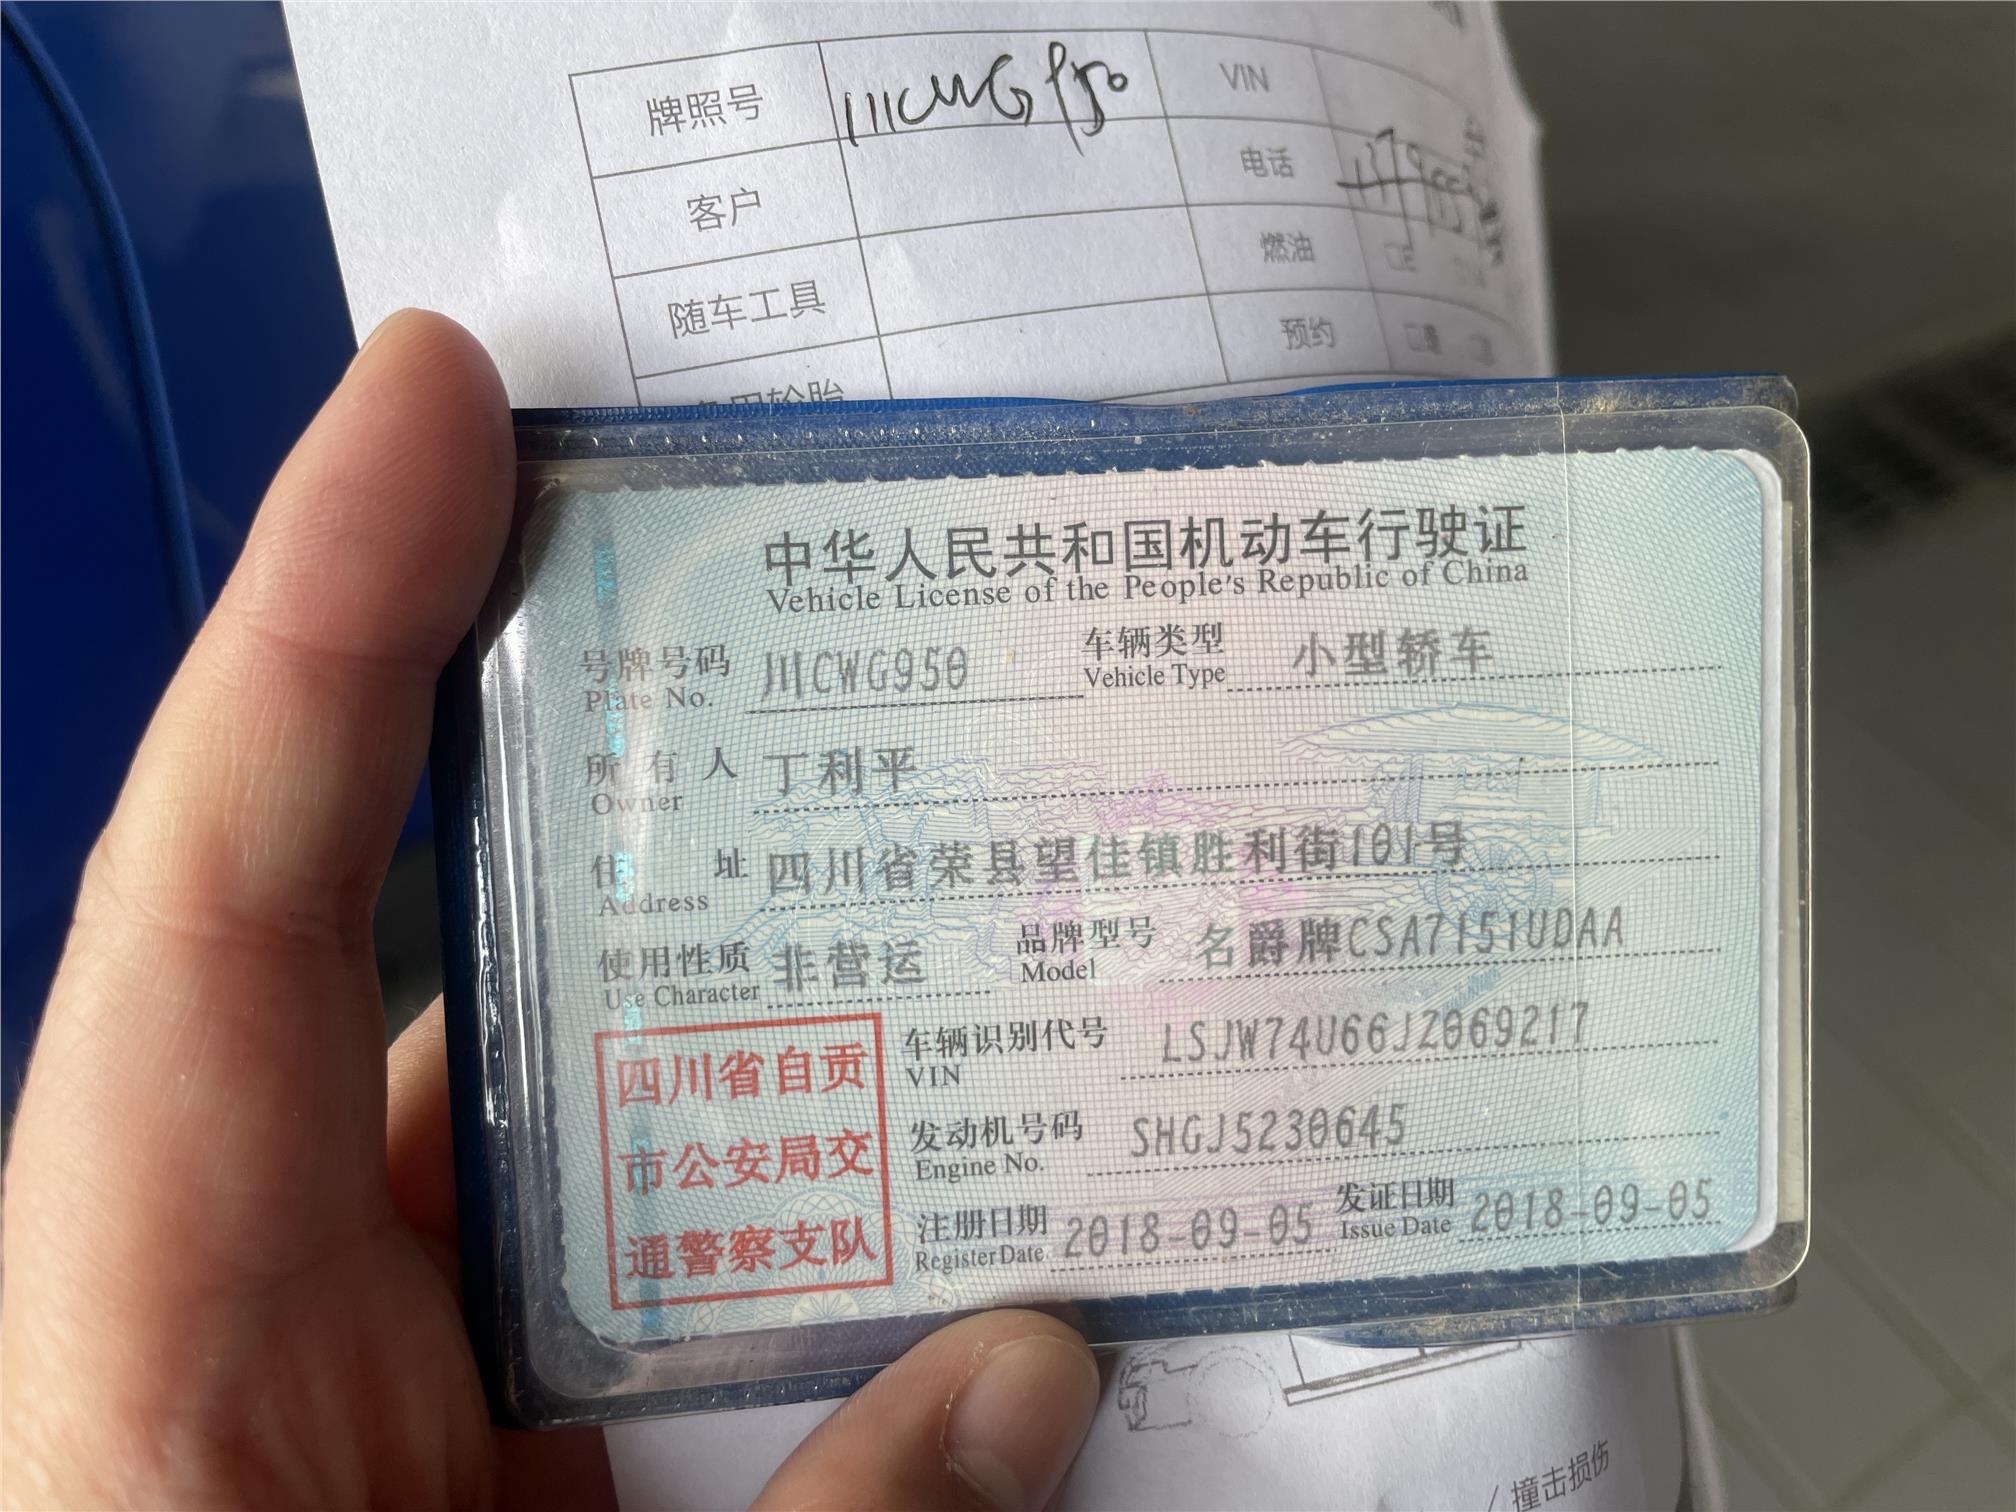 牌照号 川CWG950 VIN
客户 电话
随车工具 燃油
预约
备用轮胎
中华人民共和国机动车行驶证
Vehicle License of the People's Republic of China
号牌号码 川CWG950 车辆类型 小型轿车
Plate No. Vehicle Type
所有人 丁利平
Owner
住址 四川省荣县望佳镇胜利街101号
Address
使用性质 非营运 品牌型号 名爵牌CSA7151UDAA
Use Character Model
四川省自贡
市公安局交
通警察支队
车辆识别代号 LSJW74U66JZ069217
VIN
发动机号码 SHGJ5230645
Engine No.
注册日期 2018-09-05 发证日期 2018-09-05
Register Date Issue Date
撞击损伤